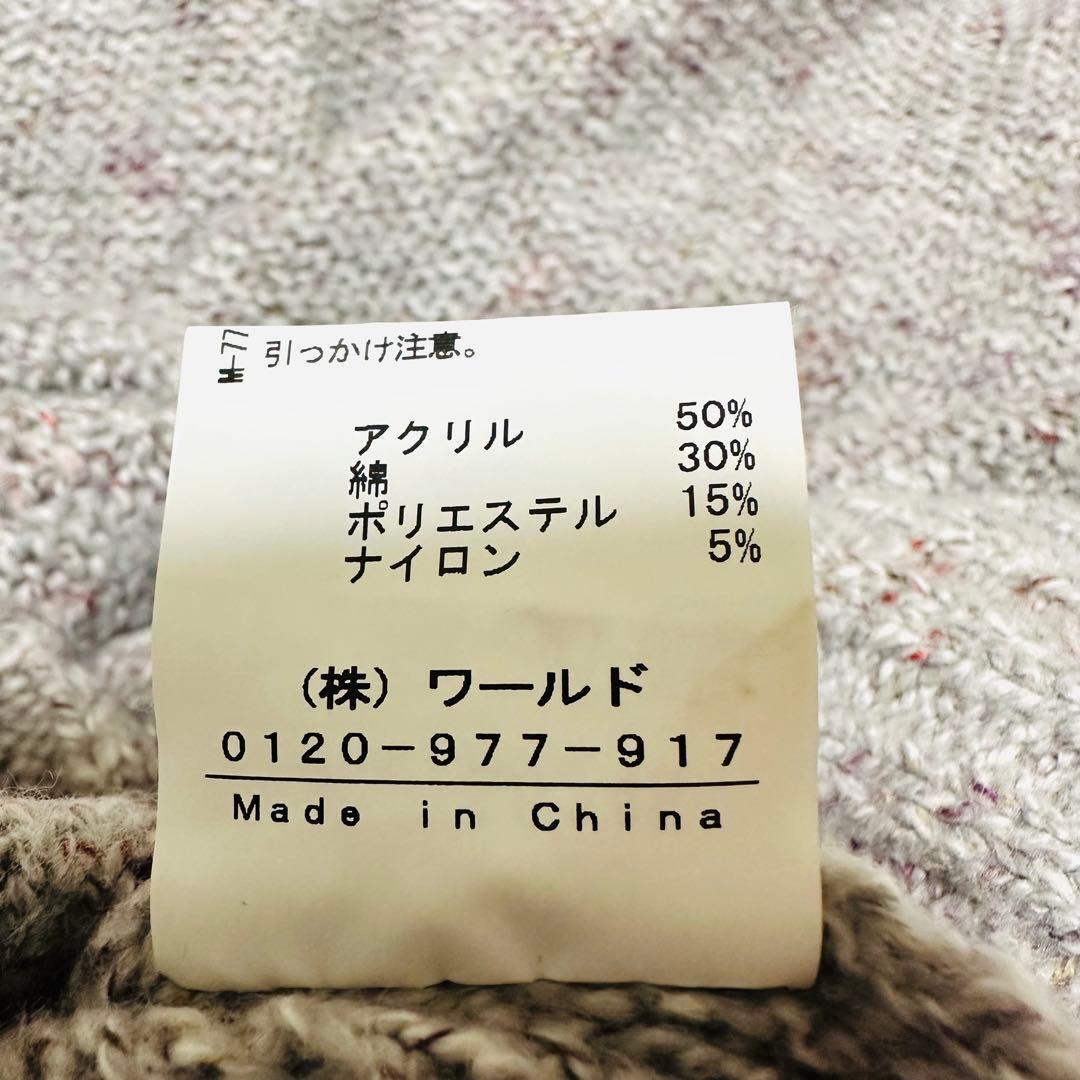 H-77
引っかけ注意。
アクリル 50%
綿 30%
ポリエステル 15%
ナイロン 5%
(株) ワールド
0120-977-917
Made in China